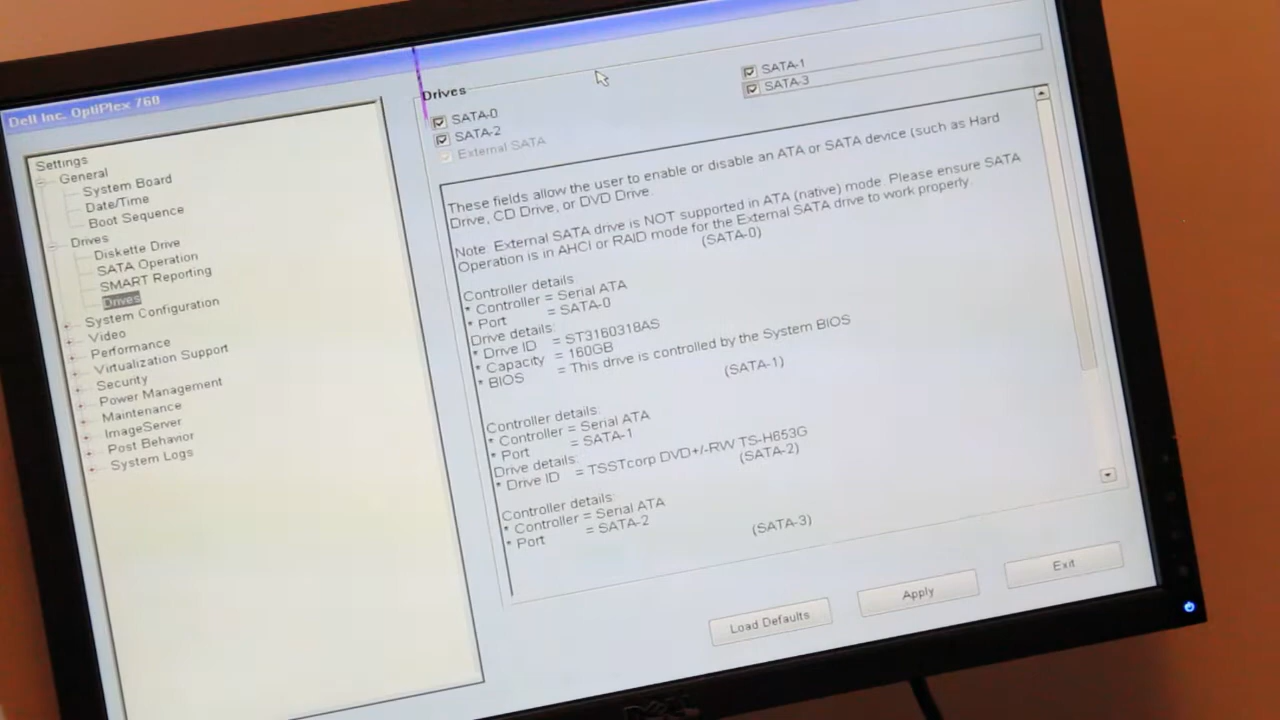 Dell Inc. OptiPlex 760
Settings
General
System Board
Date/Time
Boot Sequence
Drives
Diskette Drive
SATA Operation
SMART Reporting
Drives
System Configuration
Video
Performance
Virtualization Support
Security
Power Management
Maintenance
ImageServer
Post Behavior
System Logs
Drives
SATA-0
SATA-1
SATA-2
SATA-3
External SATA
These fields allow the user to enable or disable an ATA or SATA device (such as Hard
Drive, CD Drive, or DVD Drive.
Note: External SATA drive is NOT supported in ATA (native) mode. Please ensure SATA
Operation is in AHCI or RAID mode for the External SATA drive to work properly.
(SATA-0)
Controller details
* Controller = Serial ATA
* Port = SATA-0
Drive details:
* Drive ID = ST3160318AS
* Capacity = 160GB
* BIOS = This drive is controlled by the System BIOS
(SATA-1)
Controller details:
* Controller = Serial ATA
* Port = SATA-1
Drive details:
* Drive ID = TSSTcorp DVD+/-RW TS-H653G
(SATA-2)
Controller details:
* Controller = Serial ATA
* Port = SATA-2
(SATA-3)
Load Defaults
Apply
Exit
DELL